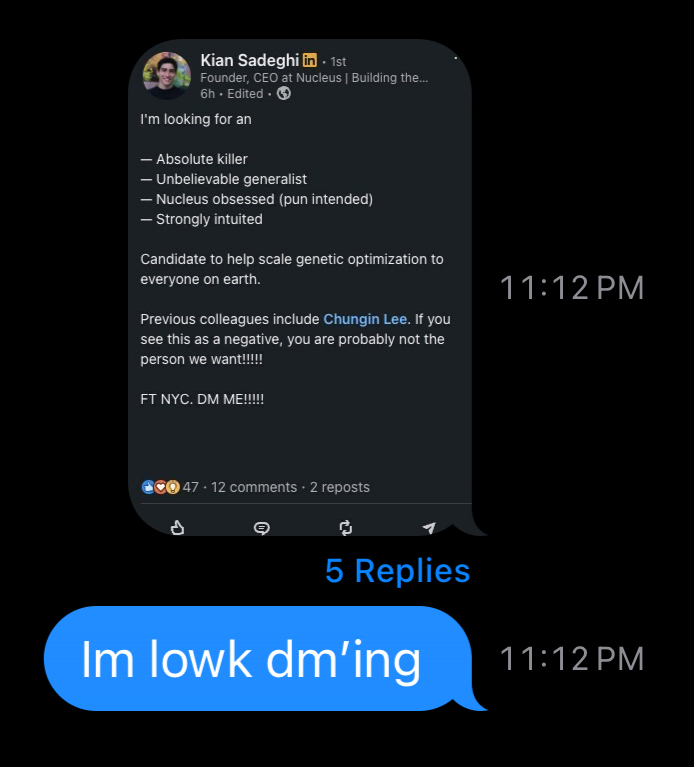 Kian Sadeghi in • 1st
Founder, CEO at Nucleus | Building the...
6h • Edited •
I'm looking for an
— Absolute killer
— Unbelievable generalist
— Nucleus obsessed (pun intended)
— Strongly intuited
Candidate to help scale genetic optimization to
everyone on earth.
Previous colleagues include Chungin Lee. If you
see this as a negative, you are probably not the
person we want!!!!!
FT NYC. DM ME!!!!!
47 · 12 comments · 2 reposts
11:12 PM
5 Replies
Im lowk dm'ing
11:12 PM